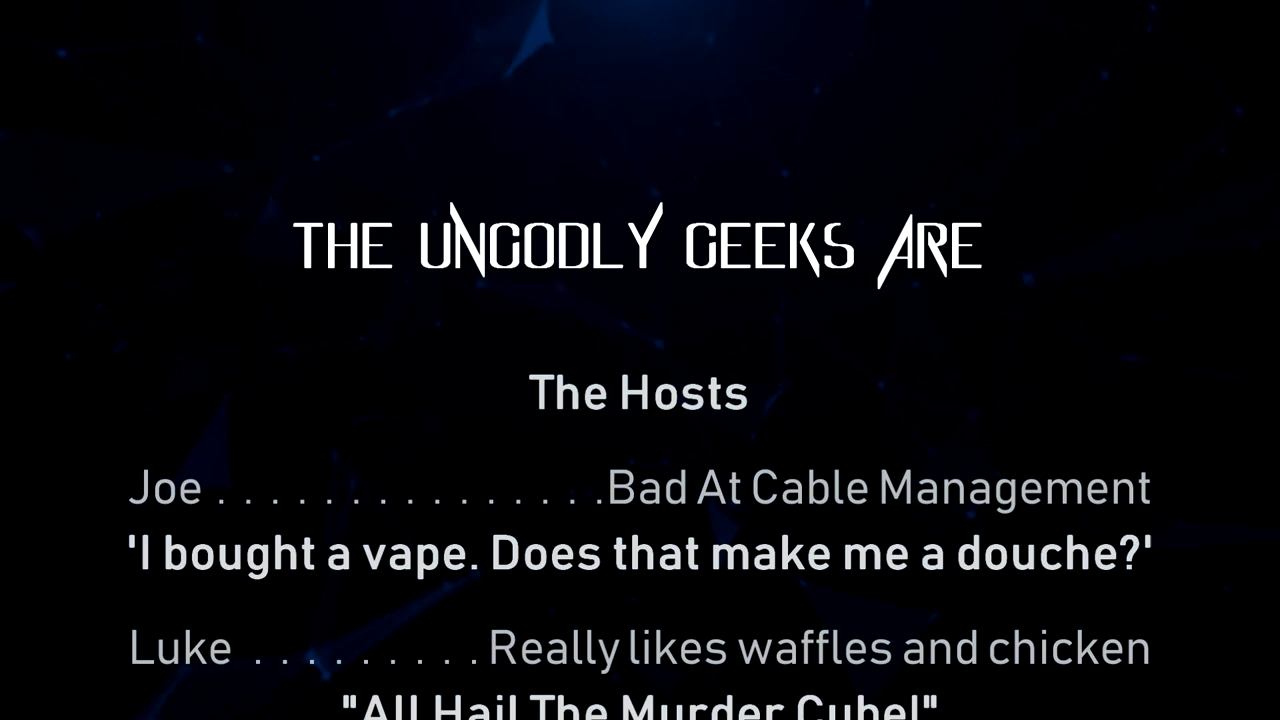 THE UNGODLY GEEKS ARE
The Hosts
Joe . . . . . . . . . . . . . . .Bad At Cable Management
'I bought a vape. Does that make me a douche?'
Luke . . . . . . . . . Really likes waffles and chicken
"All Hail The Murder Cube!"